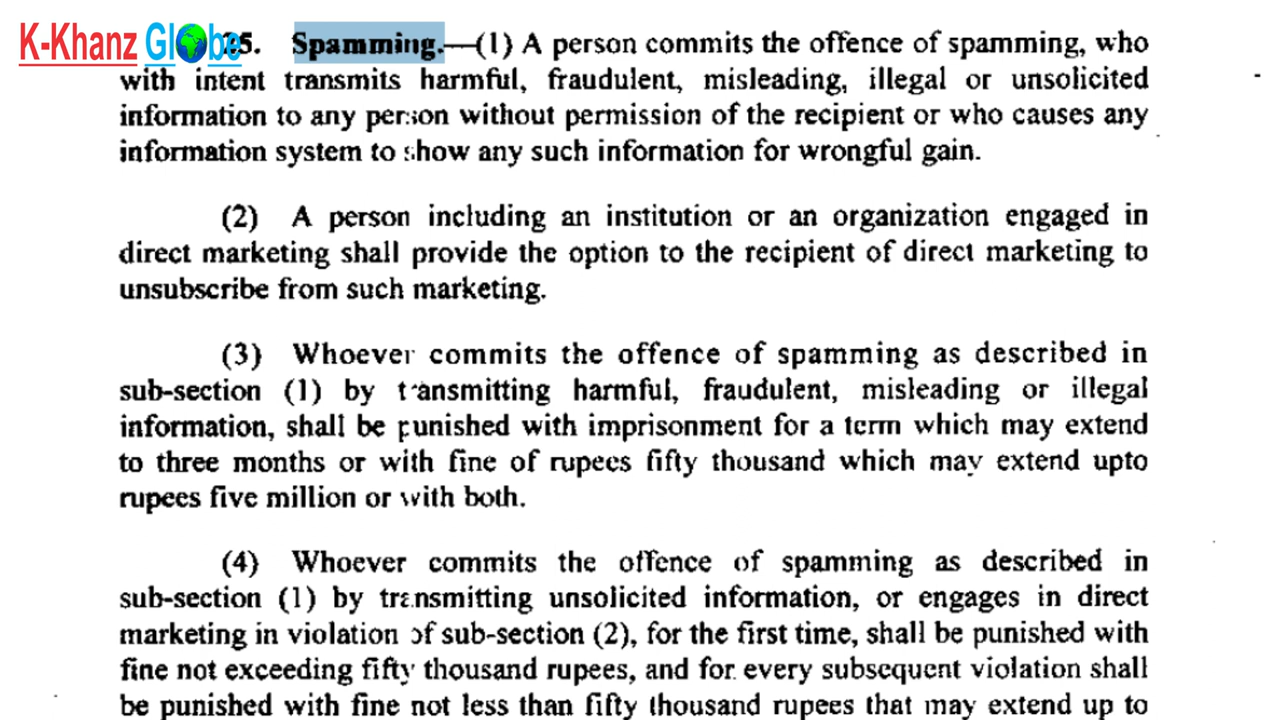 K-Khanz Globe
25. Spamming.—(1) A person commits the offence of spamming, who
with intent transmits harmful, fraudulent, misleading, illegal or unsolicited
information to any person without permission of the recipient or who causes any
information system to show any such information for wrongful gain.
(2) A person including an institution or an organization engaged in
direct marketing shall provide the option to the recipient of direct marketing to
unsubscribe from such marketing.
(3) Whoever commits the offence of spamming as described in
sub-section (1) by transmitting harmful, fraudulent, misleading or illegal
information, shall be punished with imprisonment for a term which may extend
to three months or with fine of rupees fifty thousand which may extend upto
rupees five million or with both.
(4) Whoever commits the offence of spamming as described in
sub-section (1) by transmitting unsolicited information, or engages in direct
marketing in violation of sub-section (2), for the first time, shall be punished with
fine not exceeding fifty thousand rupees, and for every subsequent violation shall
be punished with fine not less than fifty thousand rupees that may extend up to